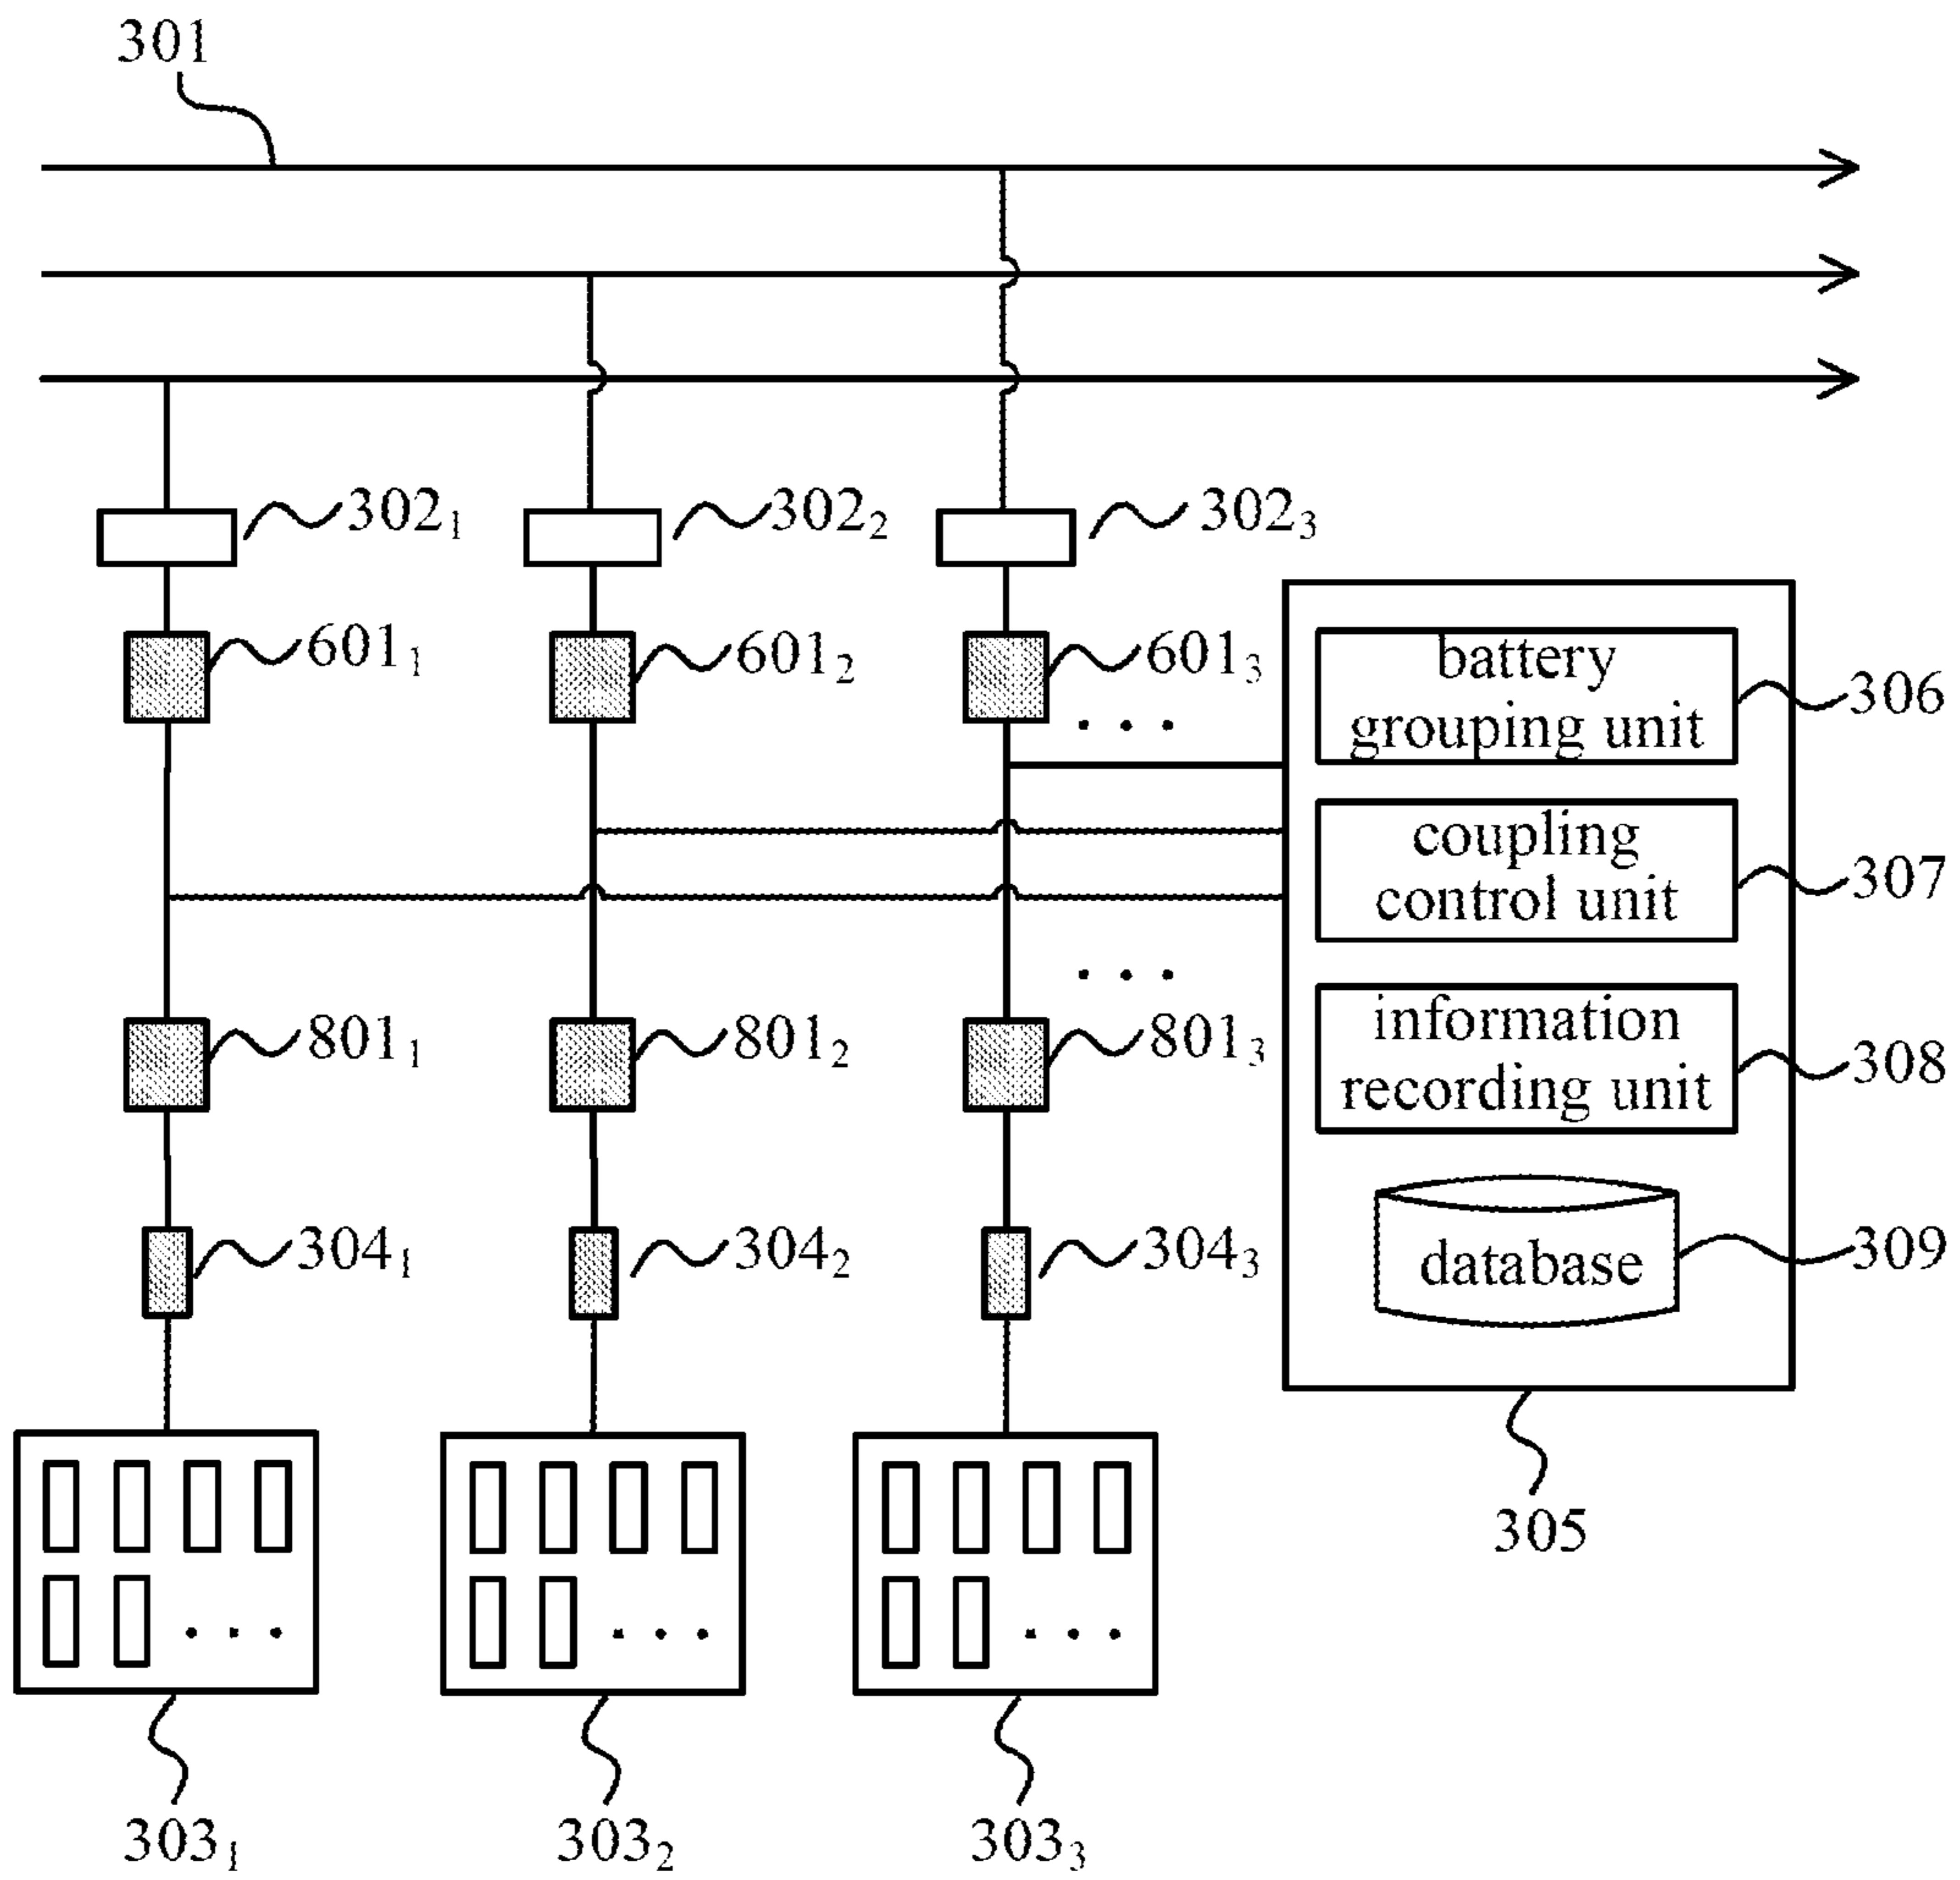 301
302₁
302₂
302₃
601₁
601₂
601₃
. . .
battery
grouping unit
306
coupling
control unit
307
. . .
information
recording unit
308
801₁
801₂
801₃
304₁
304₂
304₃
database
309
. . .
. . .
. . .
305
303₁
303₂
303₃